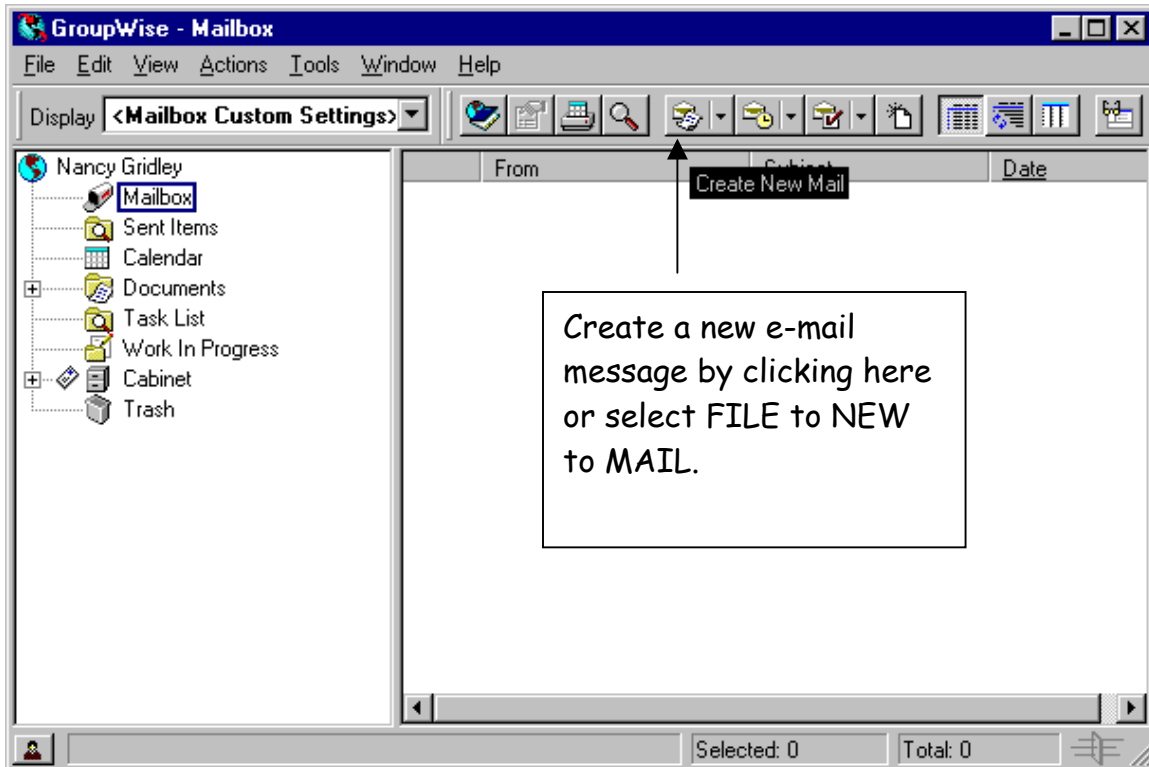 GroupWise - Mailbox
File Edit View Actions Tools Window Help
Display <Mailbox Custom Settings>
Nancy Gridley
Mailbox
Sent Items
Calendar
Documents
Task List
Work In Progress
Cabinet
Trash
From Subject Date
Create New Mail
Create a new e-mail
message by clicking here
or select FILE to NEW
to MAIL.
Selected: 0 Total: 0